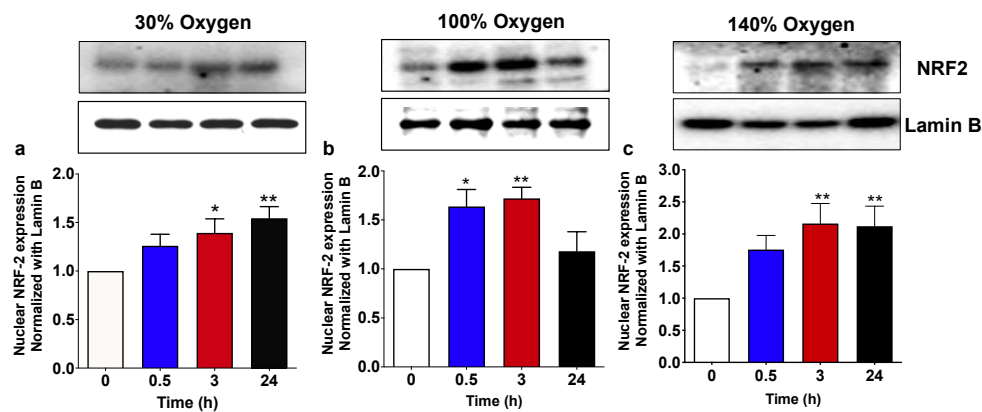 30% Oxygen
100% Oxygen
140% Oxygen
NRF2
Lamin B
a
Nuclear NRF-2 expression
Normalized with Lamin B
2.0
1.5
1.0
0.5
0.0
*
**
0 0.5 3 24
Time (h)
b
Nuclear NRF-2 expression
Normalized with Lamin B
2.0
1.5
1.0
0.5
0.0
*
**
0 0.5 3 24
Time (h)
c
Nuclear NRF-2 expression
Normalized with Lamin B
3.0
2.5
2.0
1.5
1.0
0.5
0.0
**
**
0 0.5 3 24
Time (h)